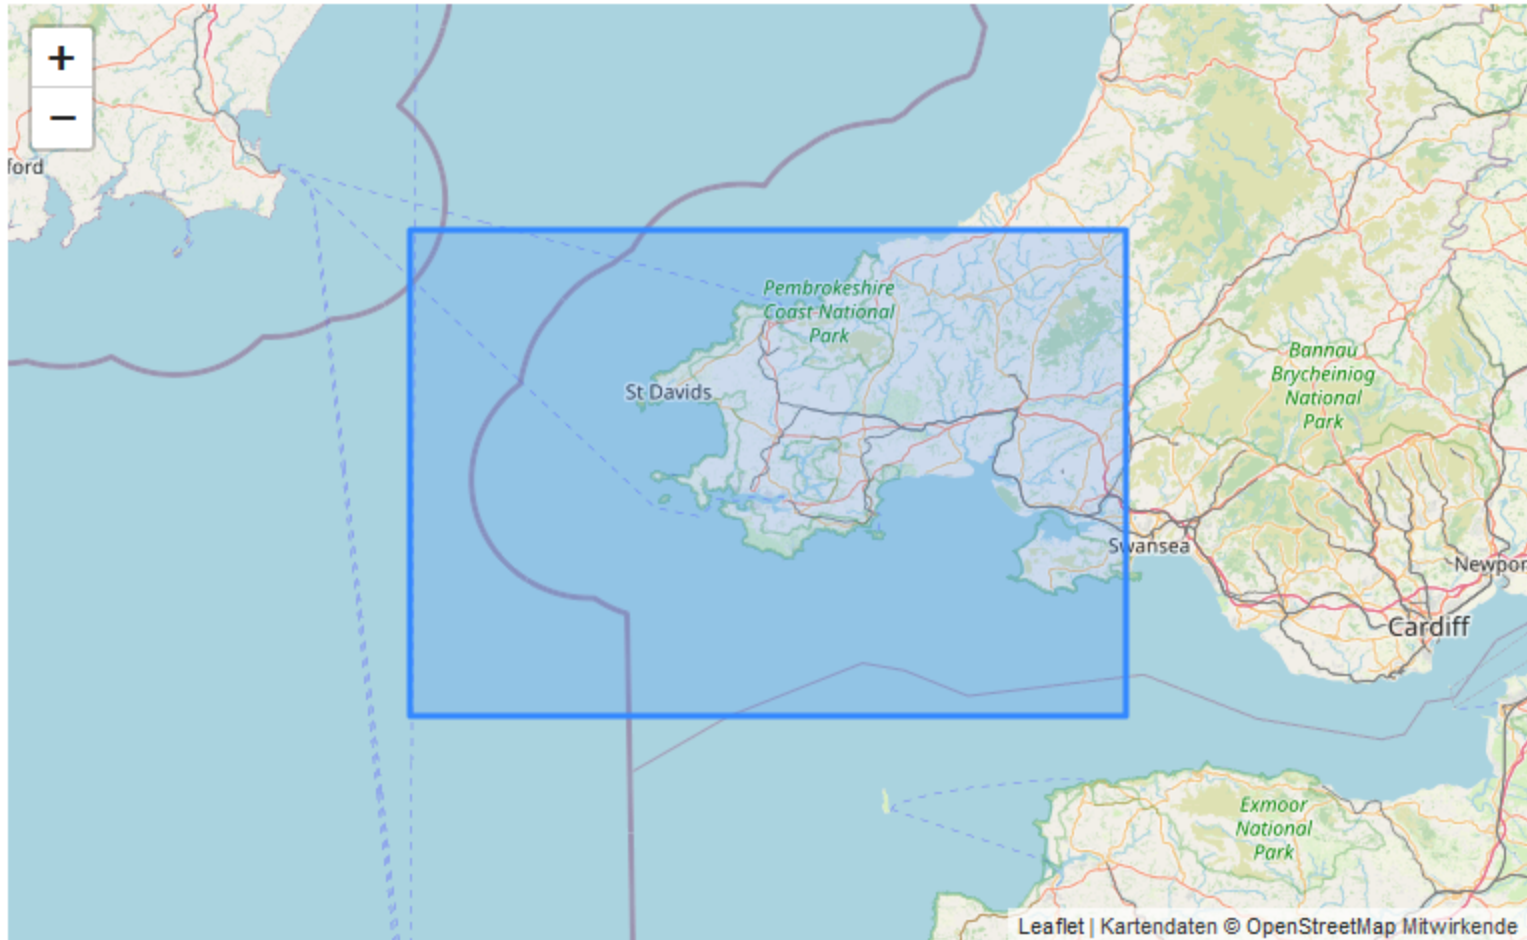 +
−
ford
Pembrokeshire
Coast National
Park
St Davids
Bannau
Brycheiniog
National
Park
Swansea
Newpor
Cardiff
Exmoor
National
Park
Leaflet | Kartendaten © OpenStreetMap Mitwirkende